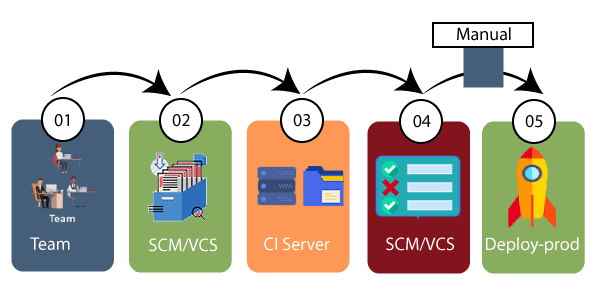 Manual
01
02
03
04
05
Team
Team
SCM/VCS
CI Server
SCM/VCS
Deploy-prod